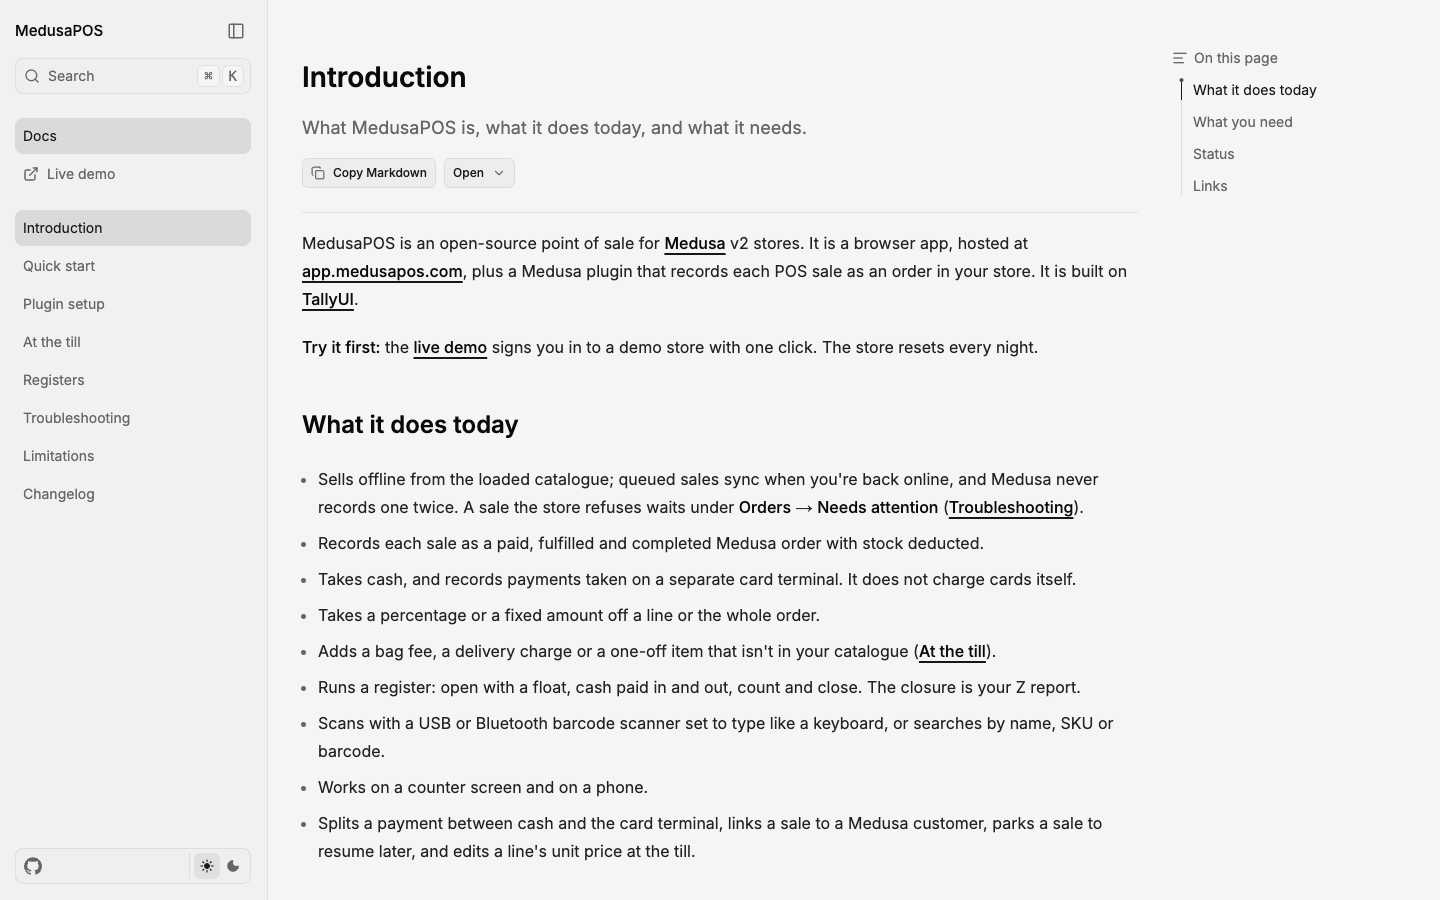 MedusaPOS
Search
⌘ K
Docs
Live demo
Introduction
Quick start
Plugin setup
At the till
Registers
Troubleshooting
Limitations
Changelog
Introduction
What MedusaPOS is, what it does today, and what it needs.
Copy Markdown
Open
MedusaPOS is an open-source point of sale for Medusa v2 stores. It is a browser app, hosted at
app.medusapos.com, plus a Medusa plugin that records each POS sale as an order in your store. It is built on
TallyUI.
Try it first: the live demo signs you in to a demo store with one click. The store resets every night.
What it does today
• Sells offline from the loaded catalogue; queued sales sync when you're back online, and Medusa never
records one twice. A sale the store refuses waits under Orders → Needs attention (Troubleshooting).
• Records each sale as a paid, fulfilled and completed Medusa order with stock deducted.
• Takes cash, and records payments taken on a separate card terminal. It does not charge cards itself.
• Takes a percentage or a fixed amount off a line or the whole order.
• Adds a bag fee, a delivery charge or a one-off item that isn't in your catalogue (At the till).
• Runs a register: open with a float, cash paid in and out, count and close. The closure is your Z report.
• Scans with a USB or Bluetooth barcode scanner set to type like a keyboard, or searches by name, SKU or
barcode.
• Works on a counter screen and on a phone.
• Splits a payment between cash and the card terminal, links a sale to a Medusa customer, parks a sale to
resume later, and edits a line's unit price at the till.
On this page
What it does today
What you need
Status
Links